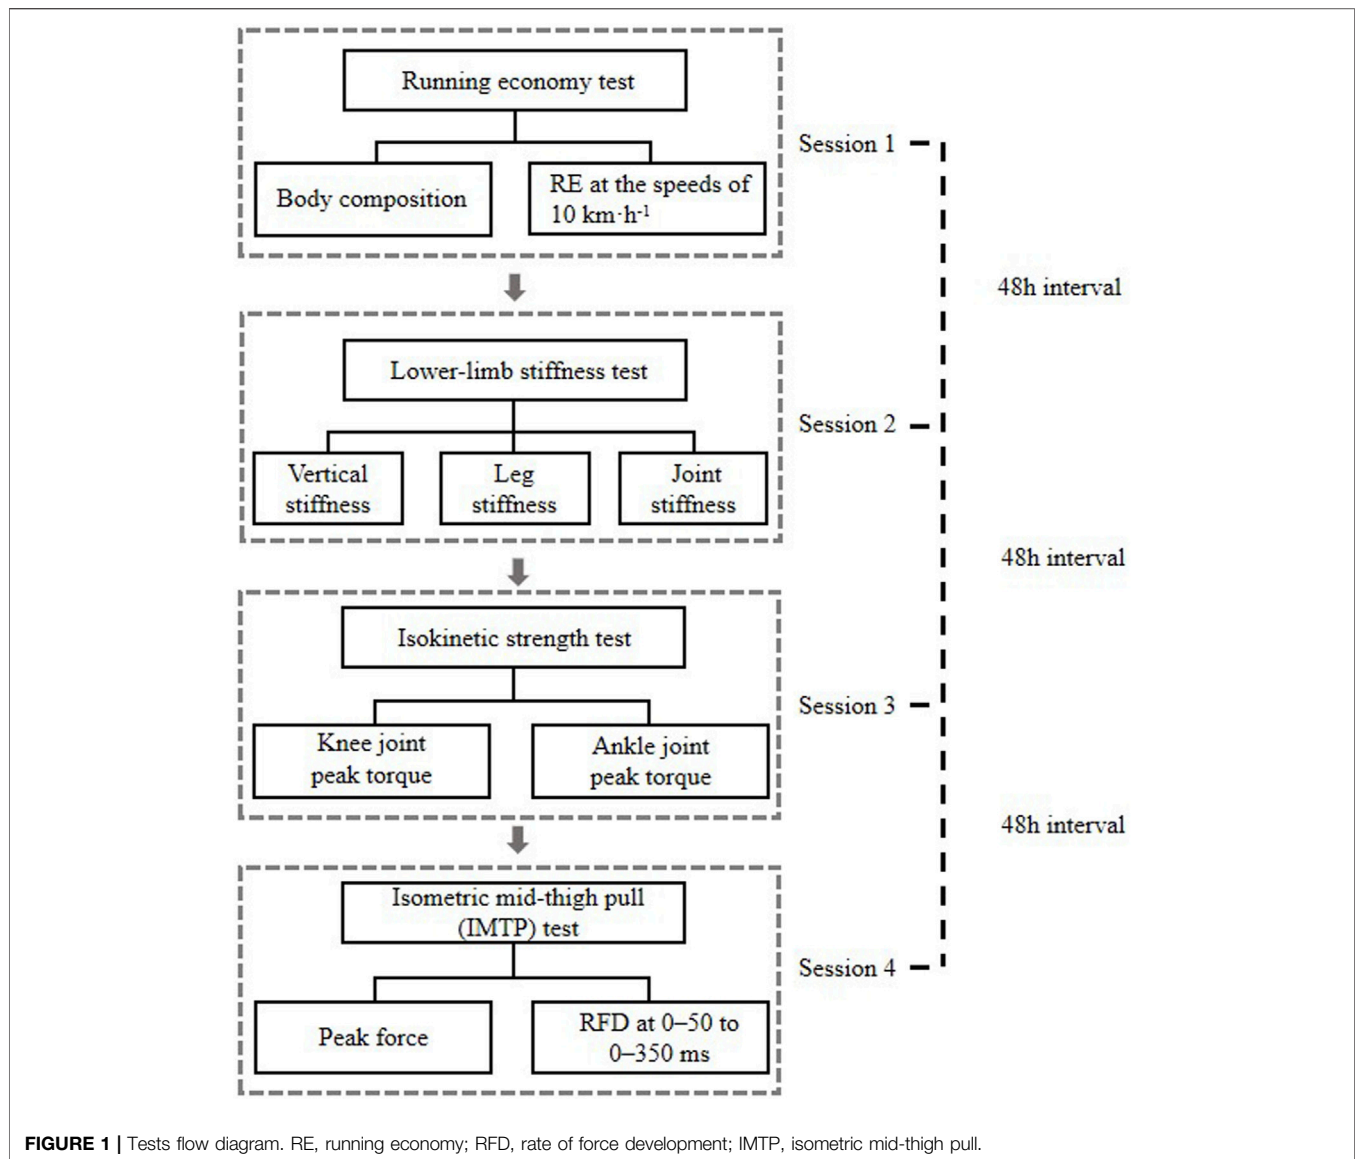 Running economy test
Session 1
Body composition
RE at the speeds of
10 km·h-1
48h interval
Lower-limb stiffness test
Session 2
Vertical
stiffness
Leg
stiffness
Joint
stiffness
48h interval
Isokinetic strength test
Session 3
Knee joint
peak torque
Ankle joint
peak torque
48h interval
Isometric mid-thigh pull
(IMTP) test
Session 4
Peak force
RFD at 0–50 to
0–350 ms
FIGURE 1 | Tests flow diagram. RE, running economy; RFD, rate of force development; IMTP, isometric mid-thigh pull.